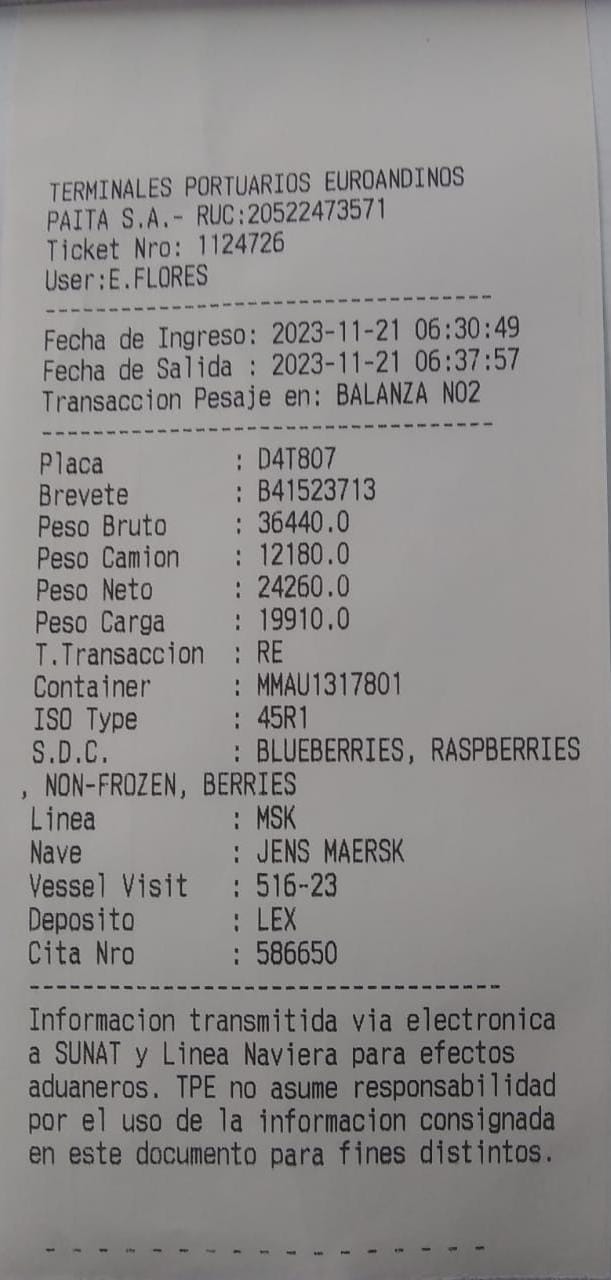 TERMINALES PORTUARIOS EUROANDINOS
PAITA S.A.- RUC:20522473571
Ticket Nro: 1124726
User:E.FLORES
Fecha de Ingreso: 2023-11-21 06:30:49
Fecha de Salida : 2023-11-21 06:37:57
Transaccion Pesaje en: BALANZA NO2
Placa : D4T807
Brevete : B41523713
Peso Bruto : 36440.0
Peso Camion : 12180.0
Peso Neto : 24260.0
Peso Carga : 19910.0
T.Transaccion : RE
Container : MMAU1317801
ISO Type : 45R1
S.D.C. : BLUEBERRIES, RASPBERRIES
, NON-FROZEN, BERRIES
Linea : MSK
Nave : JENS MAERSK
Vessel Visit : 516-23
Deposito : LEX
Cita Nro : 586650
Informacion transmitida via electronica
a SUNAT y Linea Naviera para efectos
aduaneros. TPE no asume responsabilidad
por el uso de la informacion consignada
en este documento para fines distintos.